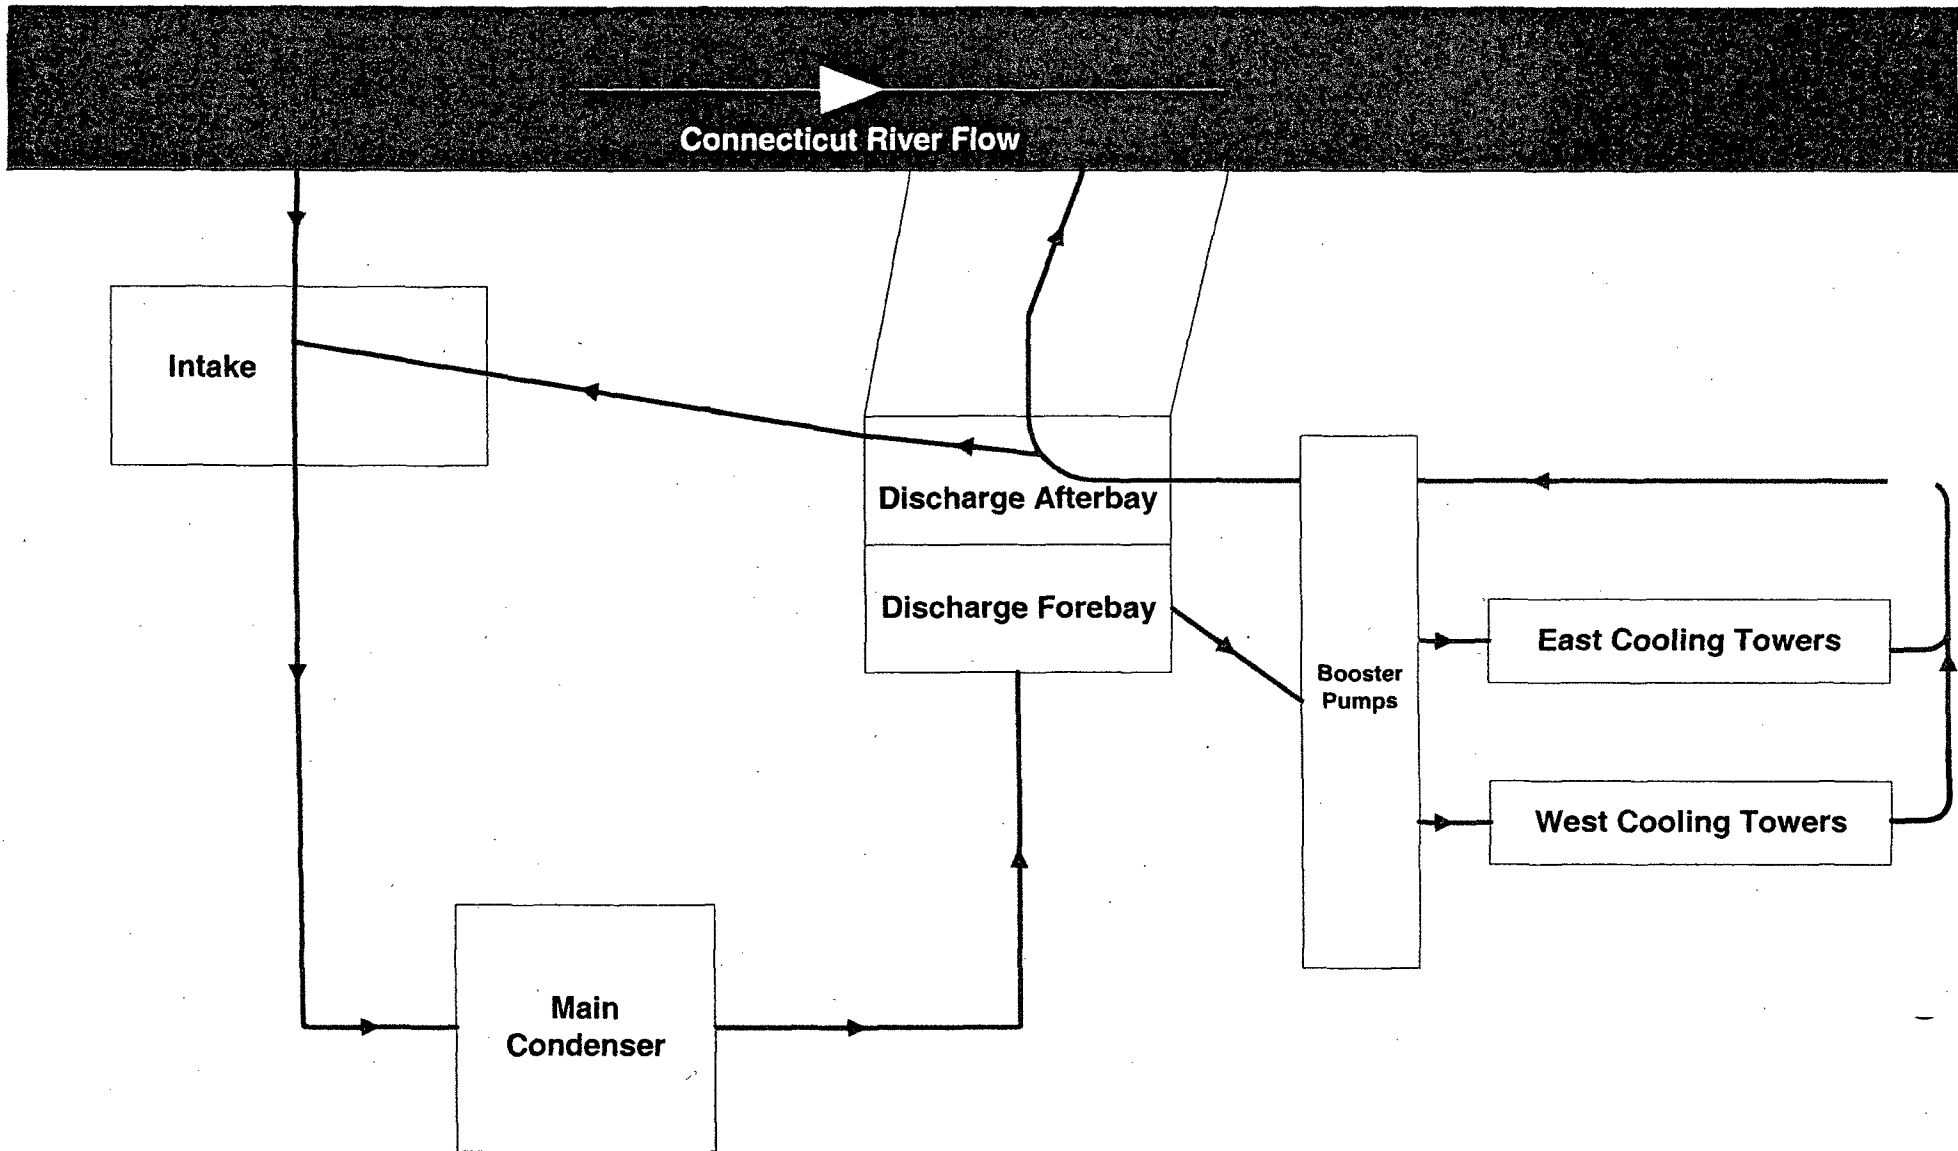 Connecticut River Flow
Intake
Discharge Afterbay
Discharge Forebay
East Cooling Towers
Booster
Pumps
West Cooling Towers
Main
Condenser